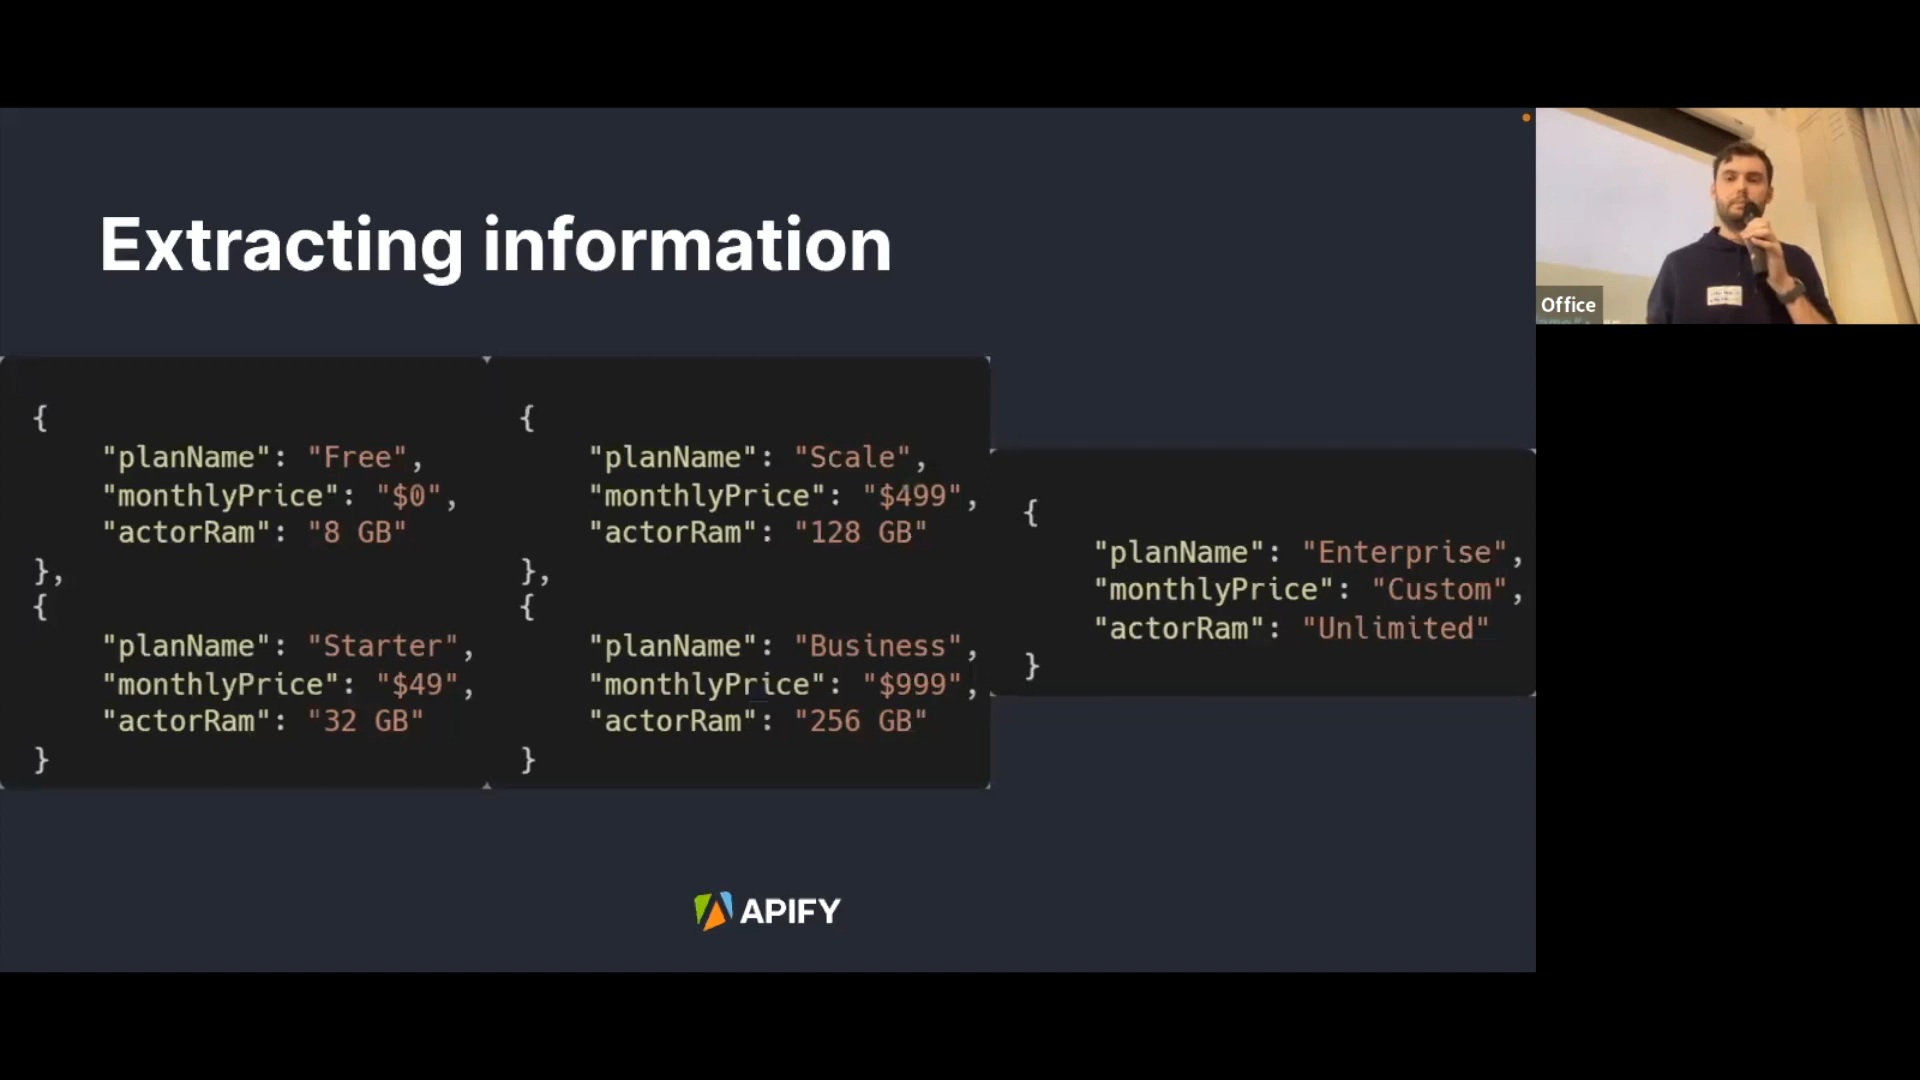 Extracting information
{
"planName": "Free",
"monthlyPrice": "$0",
"actorRam": "8 GB"
},
{
"planName": "Starter",
"monthlyPrice": "$49",
"actorRam": "32 GB"
}
{
"planName": "Scale",
"monthlyPrice": "$499",
"actorRam": "128 GB"
},
{
"planName": "Business",
"monthlyPrice": "$999",
"actorRam": "256 GB"
}
{
"planName": "Enterprise",
"monthlyPrice": "Custom",
"actorRam": "Unlimited"
}
APIFY
Office